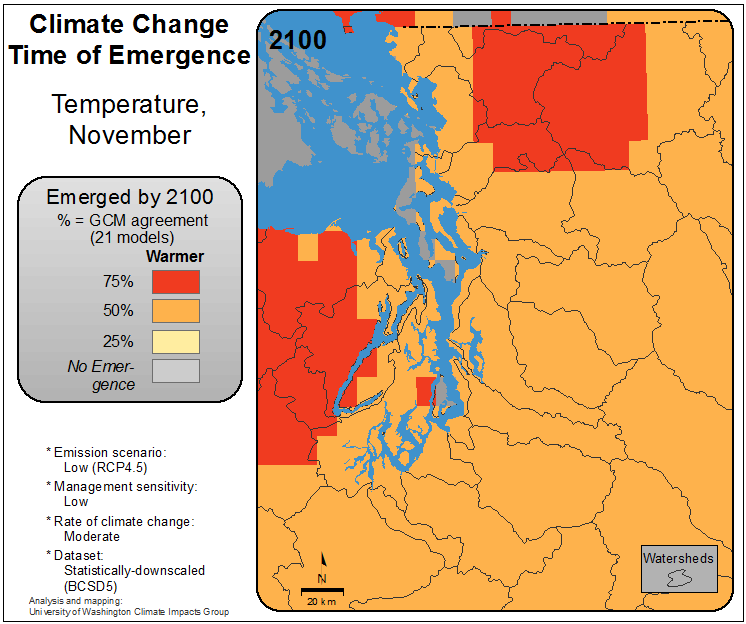 Climate Change
Time of Emergence
Temperature,
November
Emerged by 2100
% = GCM agreement
(21 models)
Warmer
75%
50%
25%
No Emer-
gence
* Emission scenario:
Low (RCP4.5)
* Management sensitivity:
Low
* Rate of climate change:
Moderate
* Dataset:
Statistically-downscaled
(BCSD5)
Analysis and mapping:
University of Washington Climate Impacts Group
2100
N
20 km
Watersheds